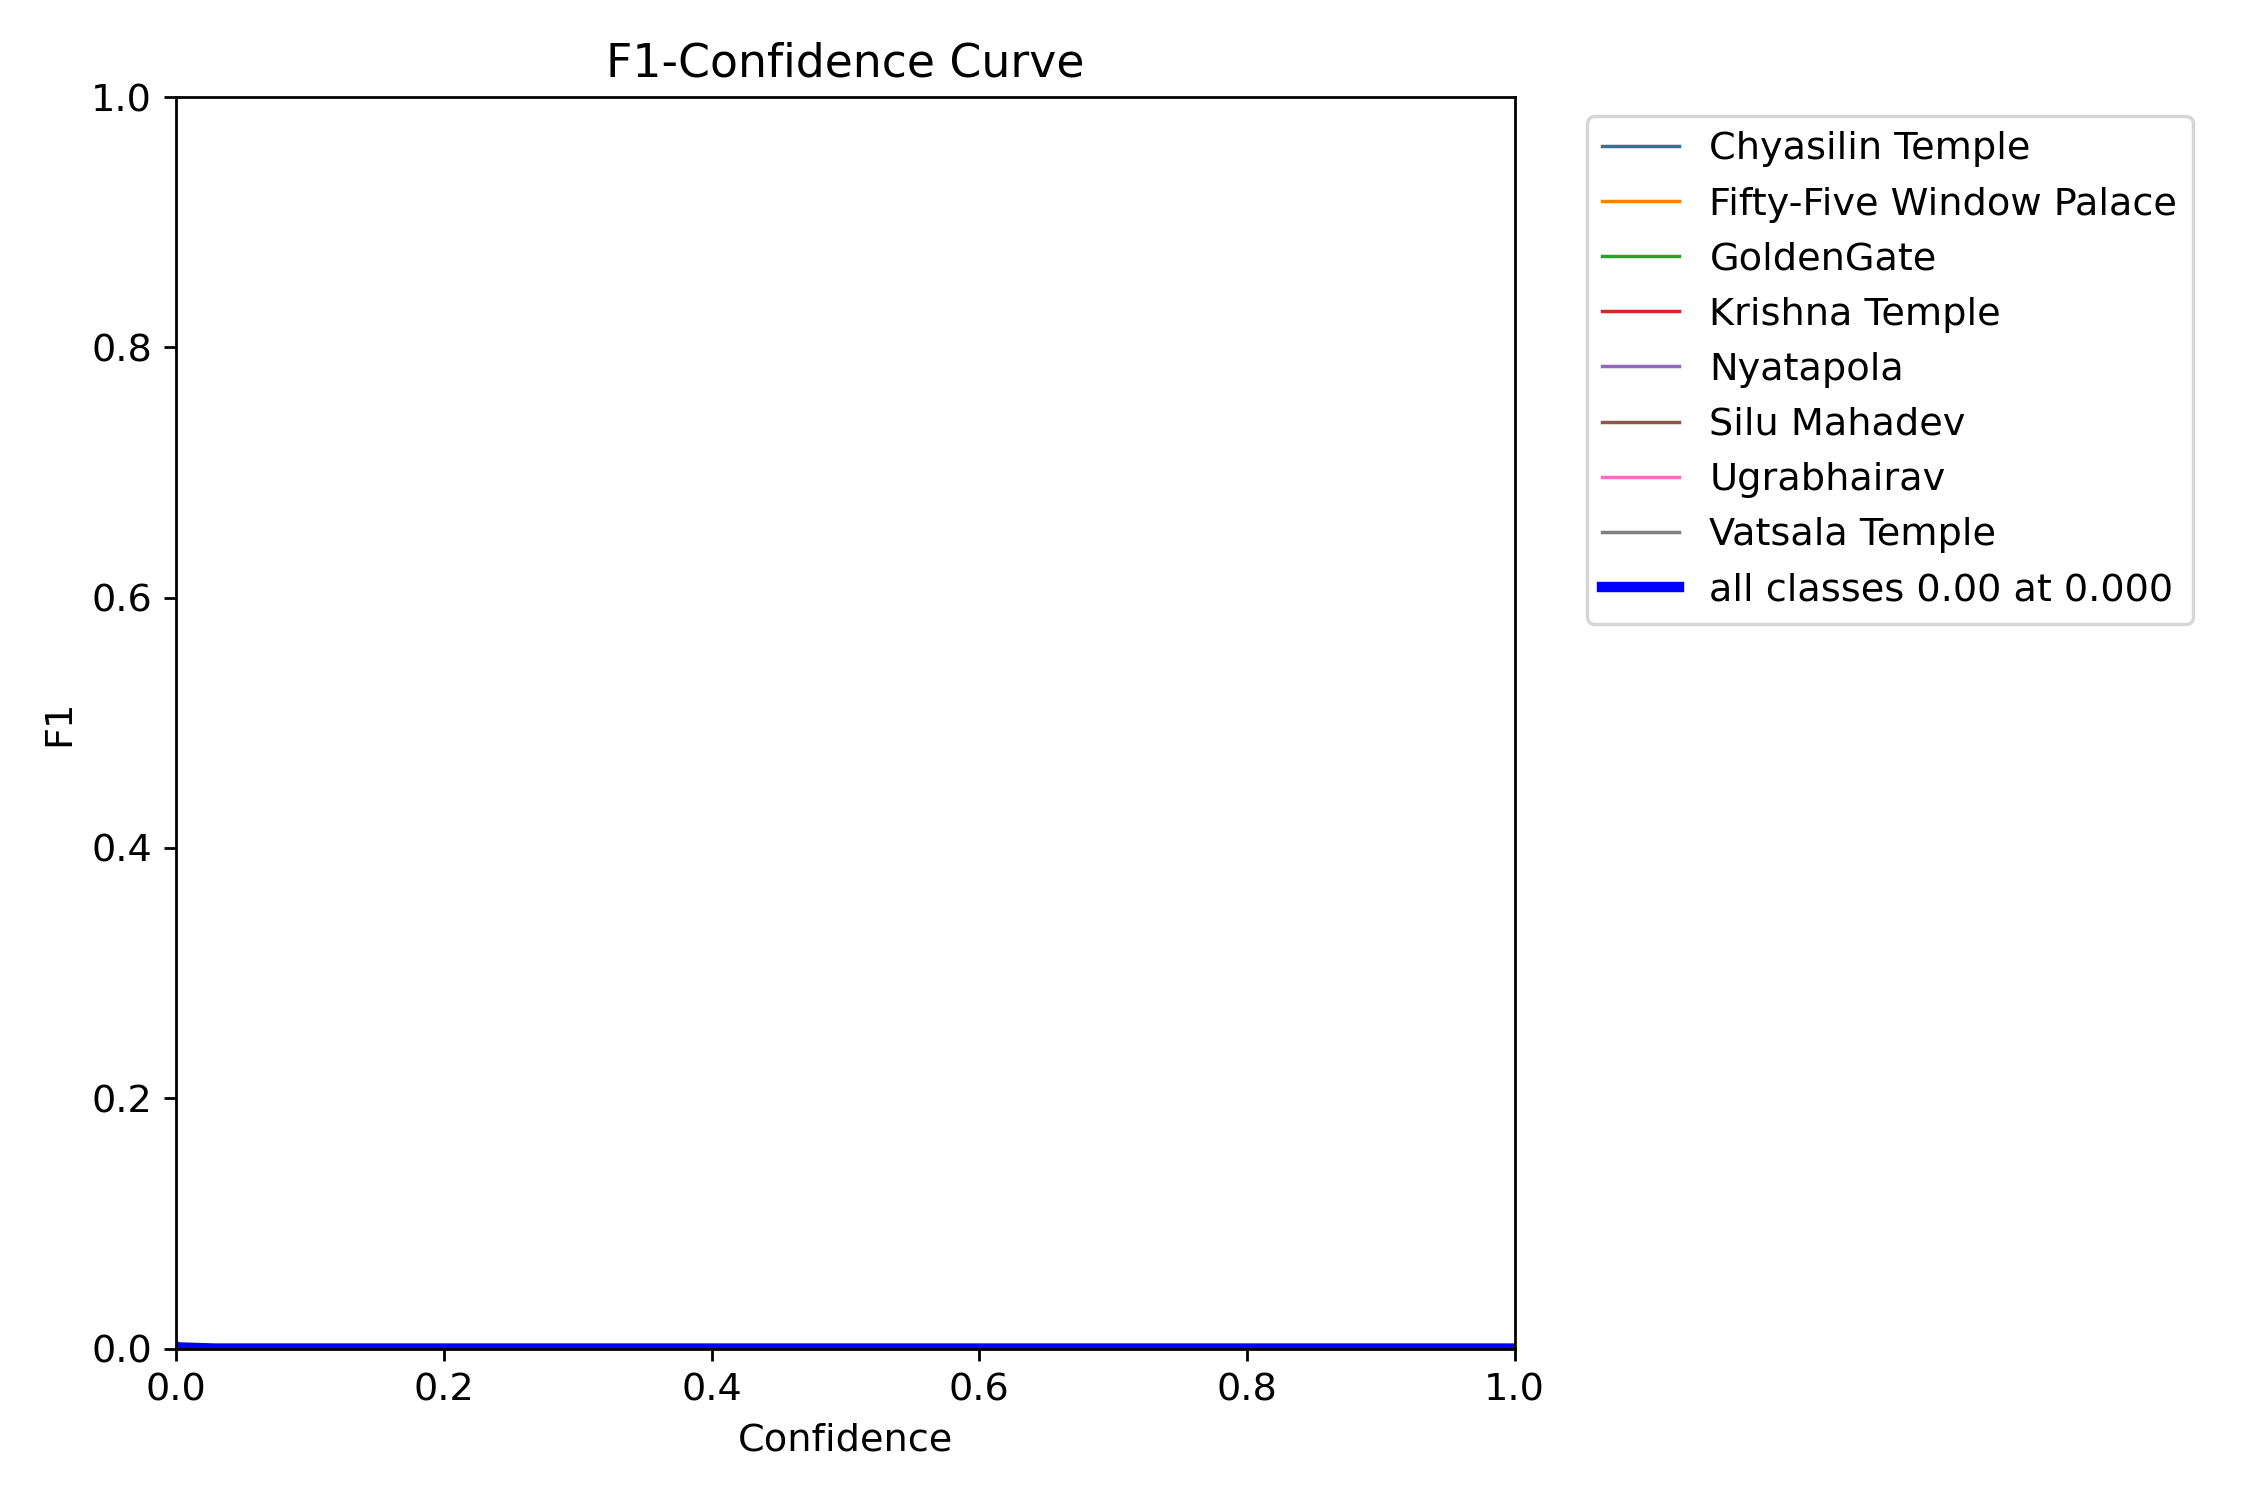 F1-Confidence Curve
1.0
0.8
0.6
0.4
0.2
0.0
F1
0.0 0.2 0.4 0.6 0.8 1.0
Confidence
Chyasilin Temple
Fifty-Five Window Palace
GoldenGate
Krishna Temple
Nyatapola
Silu Mahadev
Ugrabhairav
Vatsala Temple
all classes 0.00 at 0.000